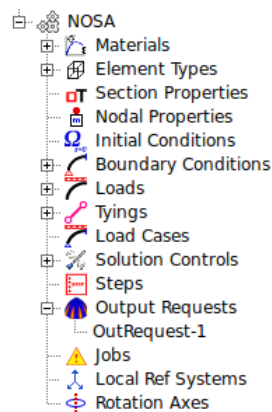 NOSA
Materials
Element Types
Section Properties
Nodal Properties
Initial Conditions
Boundary Conditions
Loads
Tyings
Load Cases
Solution Controls
Steps
Output Requests
OutRequest-1
Jobs
Local Ref Systems
Rotation Axes